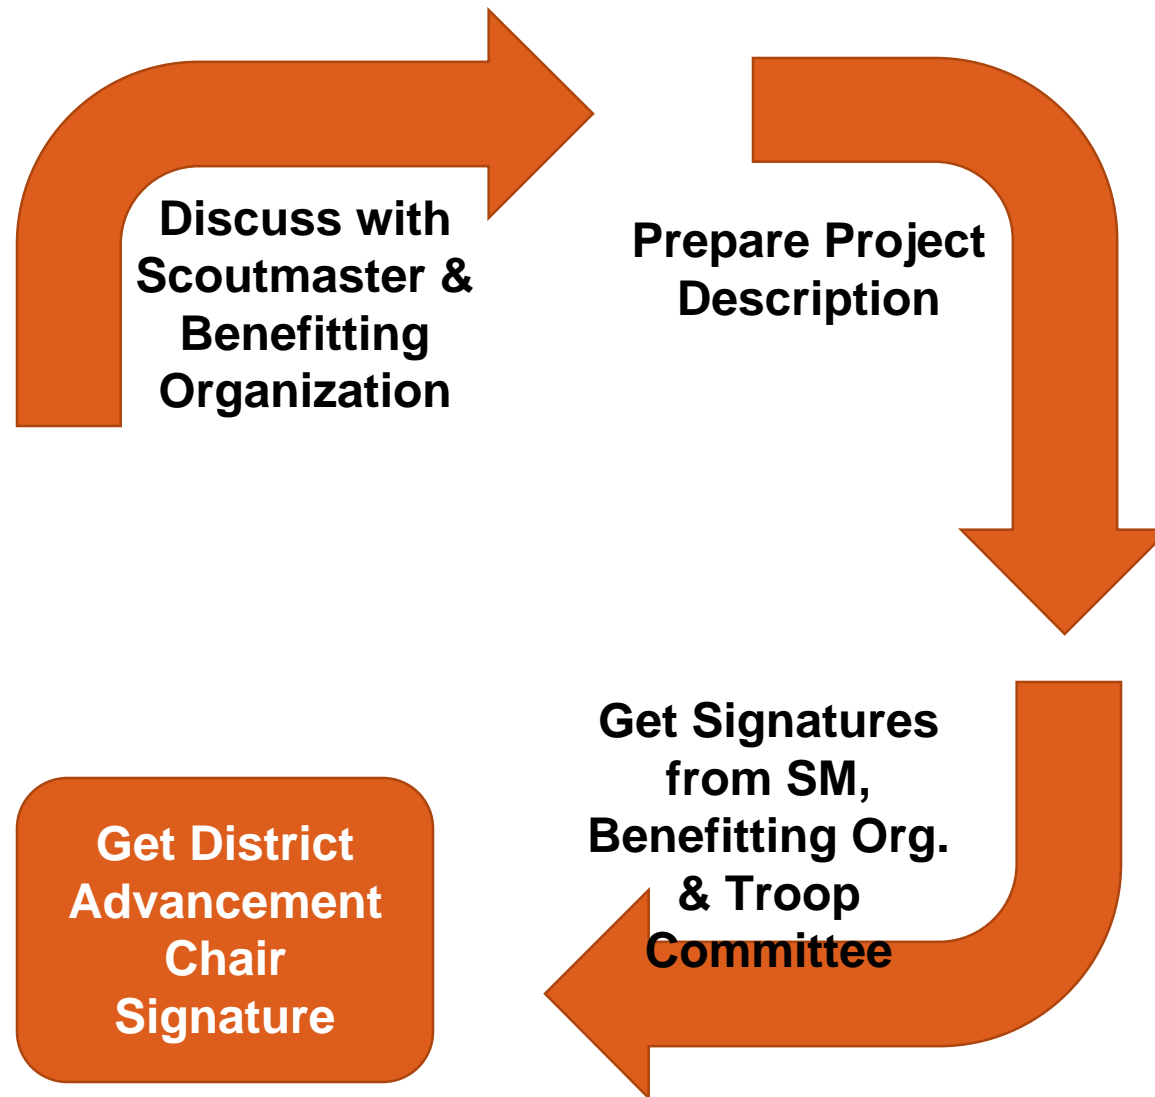 Discuss with
Scoutmaster &
Benefitting
Organization
Prepare Project
Description
Get Signatures
from SM,
Benefitting Org.
& Troop
Committee
Get District
Advancement
Chair
Signature